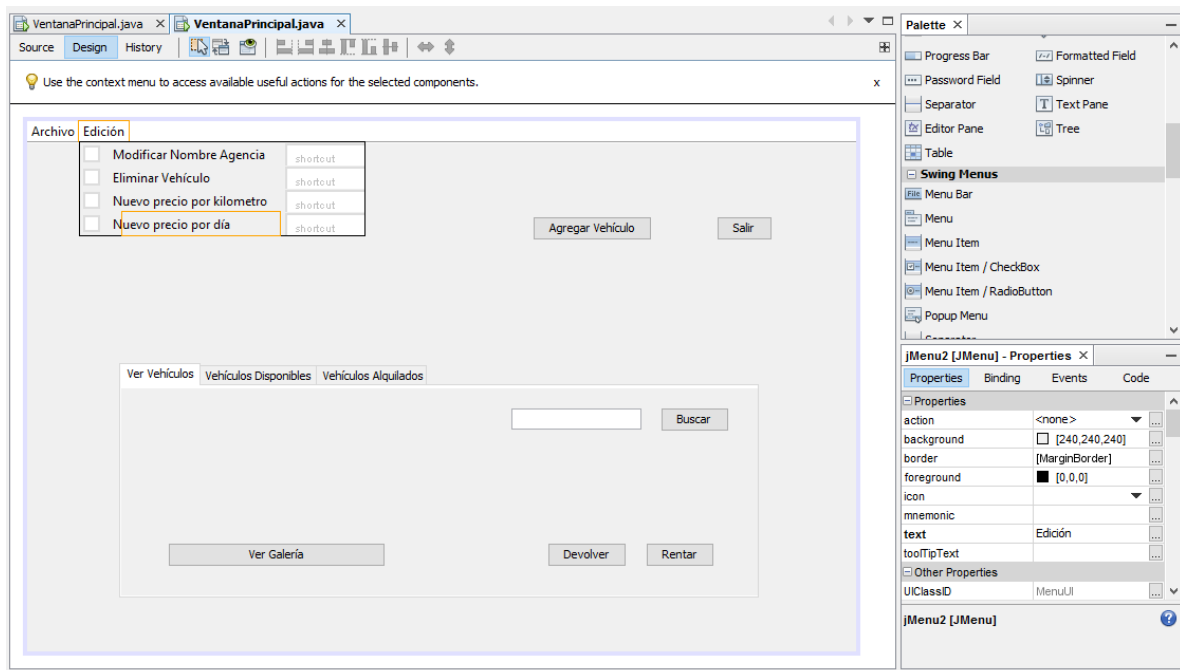 VentanaPrincipal.java × VentanaPrincipal.java ×
Source Design History
Use the context menu to access available useful actions for the selected components. x
Archivo Edición
Modificar Nombre Agencia shortcut
Eliminar Vehículo shortcut
Nuevo precio por kilometro shortcut
Nuevo precio por día shortcut
Agregar Vehículo Salir
Ver Vehículos Vehículos Disponibles Vehículos Alquilados
Buscar
Ver Galería Devolver Rentar
Palette ×
Progress Bar Formatted Field
Password Field Spinner
Separator Text Pane
Editor Pane Tree
Table
Swing Menus
Menu Bar
Menu
Menu Item
Menu Item / CheckBox
Menu Item / RadioButton
Popup Menu
Separator
jMenu2 [JMenu] - Properties ×
Properties Binding Events Code
Properties
action <none> ...
background [240,240,240] ...
border [MarginBorder] ...
foreground [0,0,0] ...
icon ...
mnemonic ...
text Edición ...
toolTipText ...
Other Properties
UIClassID MenuUI ...
jMenu2 [JMenu]